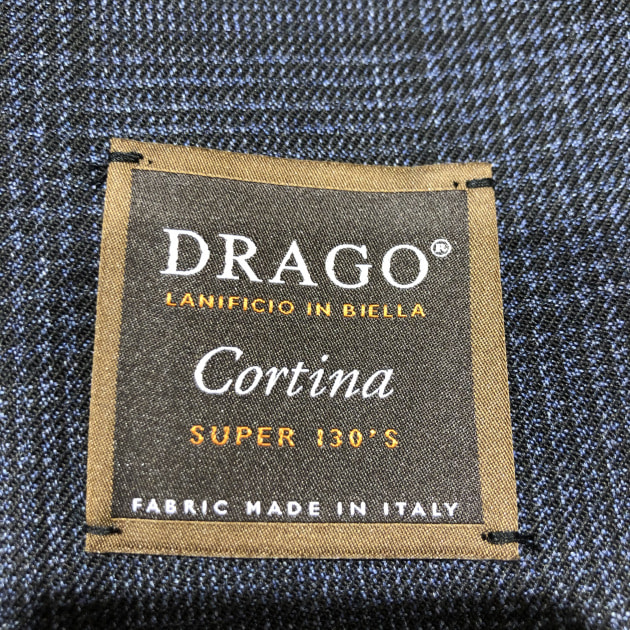 DRAGO®
LANIFICIO IN BIELLA
Cortina
SUPER 130'S
FABRIC MADE IN ITALY